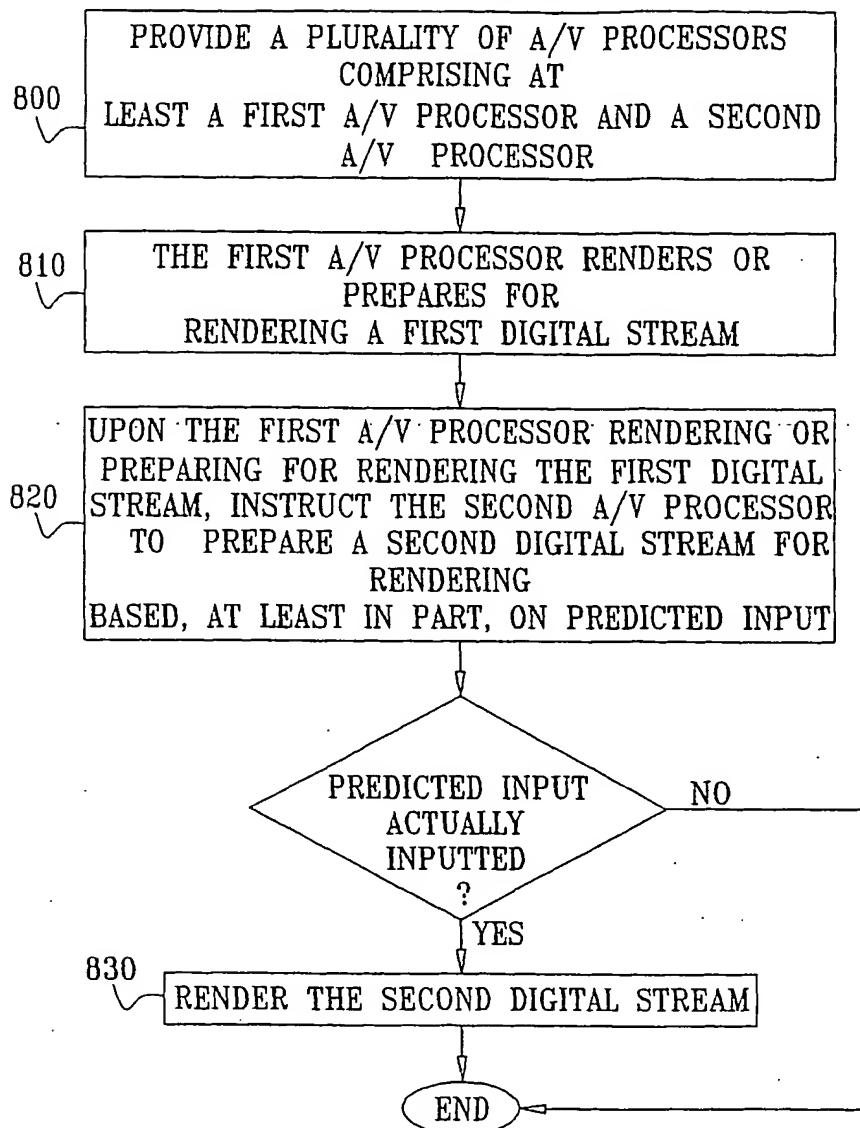 PROVIDE A PLURALITY OF A/V PROCESSORS
COMPRISING AT
800
LEAST A FIRST A/V PROCESSOR AND A SECOND
A/V PROCESSOR
810
THE FIRST A/V PROCESSOR RENDERS OR
PREPARES FOR
RENDERING A FIRST DIGITAL STREAM
UPON THE FIRST A/V PROCESSOR RENDERING OR
PREPARING FOR RENDERING THE FIRST DIGITAL
820
STREAM, INSTRUCT THE SECOND A/V PROCESSOR
TO PREPARE A SECOND DIGITAL STREAM FOR
RENDERING
BASED, AT LEAST IN PART, ON PREDICTED INPUT
PREDICTED INPUT
ACTUALLY
INPUTTED
?
NO
YES
830
RENDER THE SECOND DIGITAL STREAM
END